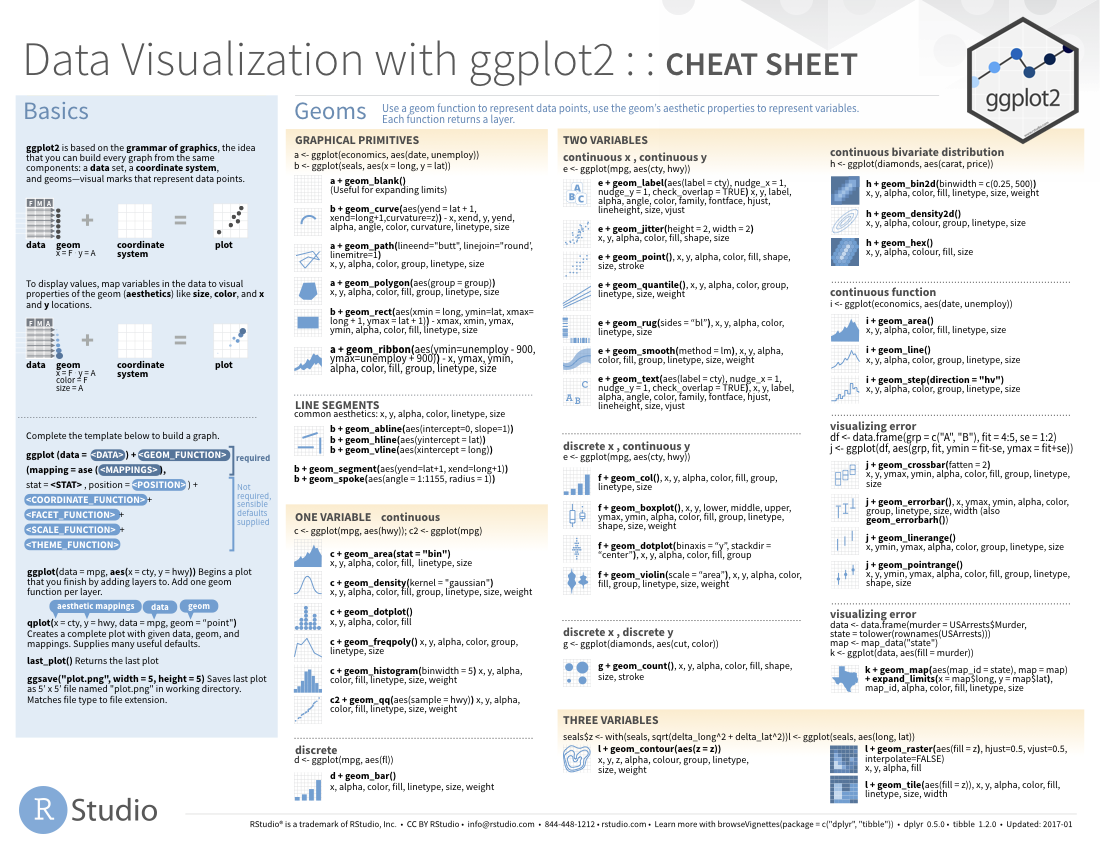 Data Visualization with ggplot2 : : CHEAT SHEET
ggplot2
Basics
ggplot2 is based on the grammar of graphics, the idea
that you can build every graph from the same
components: a data set, a coordinate system,
and geoms—visual marks that represent data points.
F M A
data geom coordinate plot
x = F y = A system
To display values, map variables in the data to visual
properties of the geom (aesthetics) like size, color, and x
and y locations.
F M A
data geom coordinate plot
x = F y = A system
color = F
size = A
Complete the template below to build a graph.
ggplot (data = <DATA>) + <GEOM_FUNCTION>
(mapping = ase (<MAPPINGS>),
required
stat = <STAT> , position = <POSITION> ) +
<COORDINATE_FUNCTION>+
<FACET_FUNCTION>+
<SCALE_FUNCTION>+
<THEME_FUNCTION>
Not
required,
sensible
defaults
supplied
ggplot(data = mpg, aes(x = cty, y = hwy)) Begins a plot
that you finish by adding layers to. Add one geom
function per layer.
aesthetic mappings data geom
qplot(x = cty, y = hwy, data = mpg, geom = “point")
Creates a complete plot with given data, geom, and
mappings. Supplies many useful defaults.
last_plot() Returns the last plot
ggsave("plot.png", width = 5, height = 5) Saves last plot
as 5’ x 5’ file named "plot.png" in working directory.
Matches file type to file extension.
Geoms
Use a geom function to represent data points, use the geom’s aesthetic properties to represent variables.
Each function returns a layer.
GRAPHICAL PRIMITIVES
a <- ggplot(economics, aes(date, unemploy))
b <- ggplot(seals, aes(x = long, y = lat))
a + geom_blank()
(Useful for expanding limits)
b + geom_curve(aes(yend = lat + 1,
xend=long+1,curvature=z)) - x, xend, y, yend,
alpha, angle, color, curvature, linetype, size
a + geom_path(lineend="butt", linejoin="round',
linemitre=1)
x, y, alpha, color, group, linetype, size
a + geom_polygon(aes(group = group))
x, y, alpha, color, fill, group, linetype, size
b + geom_rect(aes(xmin = long, ymin=lat, xmax=
long + 1, ymax = lat + 1)) - xmax, xmin, ymax,
ymin, alpha, color, fill, linetype, size
a + geom_ribbon(aes(ymin=unemploy - 900,
ymax=unemploy + 900)) - x, ymax, ymin,
alpha, color, fill, group, linetype, size
LINE SEGMENTS
common aesthetics: x, y, alpha, color, linetype, size
b + geom_abline(aes(intercept=0, slope=1))
b + geom_hline(aes(yintercept = lat))
b + geom_vline(aes(xintercept = long))
b + geom_segment(aes(yend=lat+1, xend=long+1))
b + geom_spoke(aes(angle = 1:1155, radius = 1))
ONE VARIABLE continuous
c <- ggplot(mpg, aes(hwy)); c2 <- ggplot(mpg)
c + geom_area(stat = "bin")
x, y, alpha, color, fill, linetype, size
c + geom_density(kernel = "gaussian")
x, y, alpha, color, fill, group, linetype, size, weight
c + geom_dotplot()
x, y, alpha, color, fill
c + geom_freqpoly() x, y, alpha, color, group,
linetype, size
c + geom_histogram(binwidth = 5) x, y, alpha,
color, fill, linetype, size, weight
c2 + geom_qq(aes(sample = hwy)) x, y, alpha,
color, fill, linetype, size, weight
discrete
d <- ggplot(mpg, aes(fl))
d + geom_bar()
x, alpha, color, fill, linetype, size, weight
TWO VARIABLES
continuous x , continuous y
e <- ggplot(mpg, aes(cty, hwy))
e + geom_label(aes(label = cty), nudge_x = 1,
nudge_y = 1, check_overlap = TRUE) x, y, label,
alpha, angle, color, family, fontface, hjust,
lineheight, size, vjust
e + geom_jitter(height = 2, width = 2)
x, y, alpha, color, fill, shape, size
e + geom_point(), x, y, alpha, color, fill, shape,
size, stroke
e + geom_quantile(), x, y, alpha, color, group,
linetype, size, weight
e + geom_rug(sides = “bl"), x, y, alpha, color,
linetype, size
e + geom_smooth(method = lm), x, y, alpha,
color, fill, group, linetype, size, weight
e + geom_text(aes(label = cty), nudge_x = 1,
nudge_y = 1, check_overlap = TRUE), x, y, label,
alpha, angle, color, family, fontface, hjust,
lineheight, size, vjust
discrete x , continuous y
e <- ggplot(mpg, aes(cty, hwy))
f + geom_col(), x, y, alpha, color, fill, group,
linetype, size
f + geom_boxplot(), x, y, lower, middle, upper,
ymax, ymin, alpha, color, fill, group, linetype,
shape, size, weight
f + geom_dotplot(binaxis = “y”, stackdir =
“center”), x, y, alpha, color, fill, group
f + geom_violin(scale = “area”), x, y, alpha, color,
fill, group, linetype, size, weight
discrete x , discrete y
g <- ggplot(diamonds, aes(cut, color))
g + geom_count(), x, y, alpha, color, fill, shape,
size, stroke
continuous bivariate distribution
h <- ggplot(diamonds, aes(carat, price))
h + geom_bin2d(binwidth = c(0.25, 500))
x, y, alpha, color, fill, linetype, size, weight
h + geom_density2d()
x, y, alpha, colour, group, linetype, size
h + geom_hex()
x, y, alpha, colour, fill, size
continuous function
i <- ggplot(economics, aes(date, unemploy))
i + geom_area()
x, y, alpha, color, fill, linetype, size
i + geom_line()
x, y, alpha, color, group, linetype, size
i + geom_step(direction = "hv")
x, y, alpha, color, group, linetype, size
visualizing error
df <- data.frame(grp = c("A", "B"), fit = 4:5, se = 1:2)
j <- ggplot(df, aes(grp, fit, ymin = fit-se, ymax = fit+se))
j + geom_crossbar(fatten = 2)
x, y, ymax, ymin, alpha, color, fill, group, linetype,
size
j + geom_errorbar(), x, ymax, ymin, alpha, color,
group, linetype, size, width (also
geom_errorbarh())
j + geom_linerange()
x, ymin, ymax, alpha, color, group, linetype, size
j + geom_pointrange()
x, y, ymin, ymax, alpha, color, fill, group, linetype,
shape, size
visualizing error
data <- data.frame(murder = USArrests$Murder,
state = tolower(rownames(USArrests)))
map <- map_data("state")
k <- ggplot(data, aes(fill = murder))
k + geom_map(aes(map_id = state), map = map)
+ expand_limits(x = map$long, y = map$lat),
map_id, alpha, color, fill, linetype, size
THREE VARIABLES
seals$z <- with(seals, sqrt(delta_long^2 + delta_lat^2))l <- ggplot(seals, aes(long, lat))
l + geom_contour(aes(z = z))
x, y, z, alpha, colour, group, linetype,
size, weight
l + geom_raster(aes(fill = z), hjust=0.5, vjust=0.5,
interpolate=FALSE)
x, y, alpha, fill
l + geom_tile(aes(fill = z)), x, y, alpha, color, fill,
linetype, size, width
R Studio
RStudio® is a trademark of RStudio, Inc. • CC BY RStudio • info@rstudio.com • 844-448-1212 • rstudio.com • Learn more with browseVignettes(package = c("dplyr", "tibble")) • dplyr 0.5.0 • tibble 1.2.0 • Updated: 2017-01